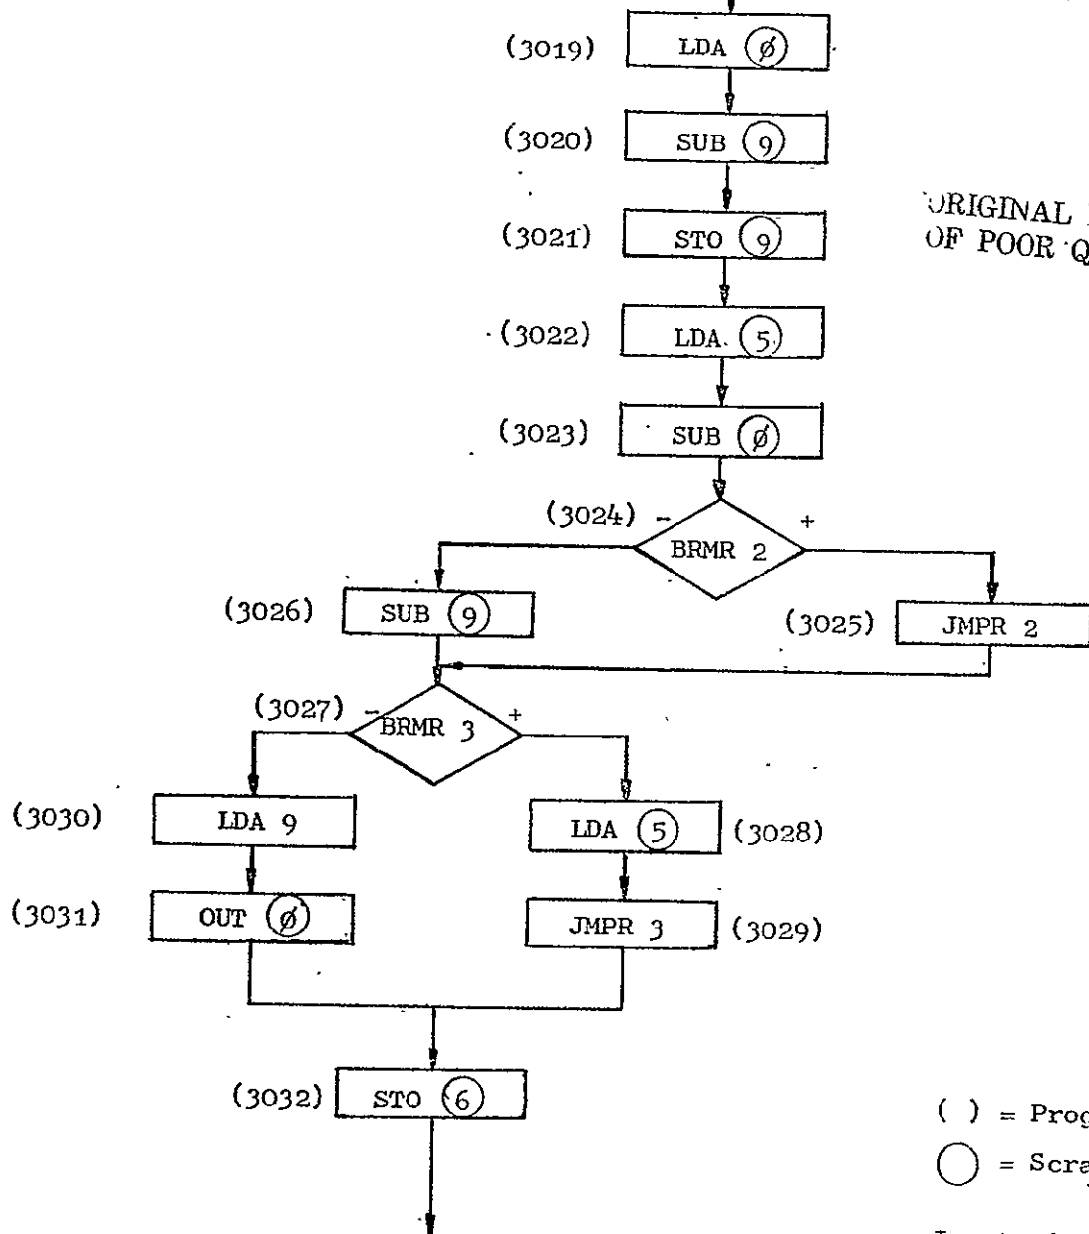 (3019) LDA ø
(3020) SUB 9
ORIGINAL
OF POOR Q
(3021) STO 9
(3022) LDA 5
(3023) SUB ø
(3024) - +
BRMR 2
(3026) SUB 9
(3025) JMPR 2
(3027) - +
BRMR 3
(3030) LDA 9
LDA 5 (3028)
(3031) OUT ø
JMPR 3 (3029)
(3032) STO 6
( ) = Prog
= Scra